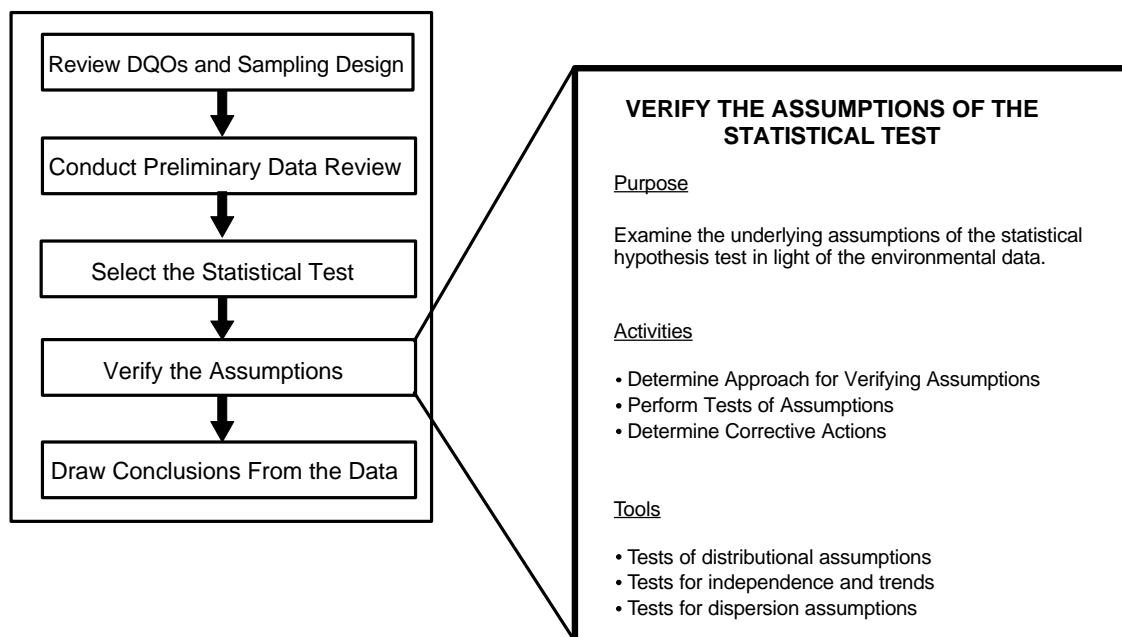 Review DQOs and Sampling Design
Conduct Preliminary Data Review
Select the Statistical Test
Verify the Assumptions
Draw Conclusions From the Data
VERIFY THE ASSUMPTIONS OF THE
STATISTICAL TEST
Purpose
Examine the underlying assumptions of the statistical
hypothesis test in light of the environmental data.
Activities
• Determine Approach for Verifying Assumptions
• Perform Tests of Assumptions
• Determine Corrective Actions
Tools
• Tests of distributional assumptions
• Tests for independence and trends
• Tests for dispersion assumptions